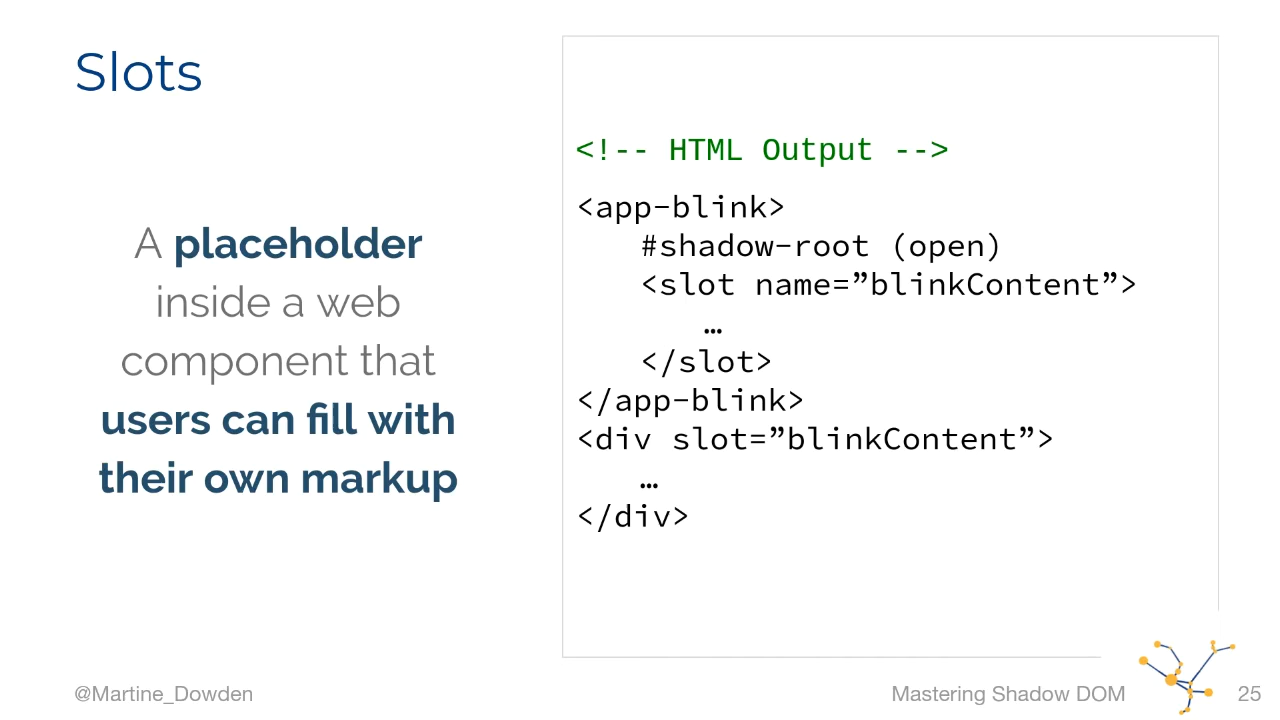 Slots
A placeholder
inside a web
component that
users can fill with
their own markup
<!-- HTML Output -->
<app-blink>
#shadow-root (open)
<slot name=”blinkContent”>
…
</slot>
</app-blink>
<div slot=”blinkContent”>
…
</div>
@Martine_Dowden
Mastering Shadow DOM
25